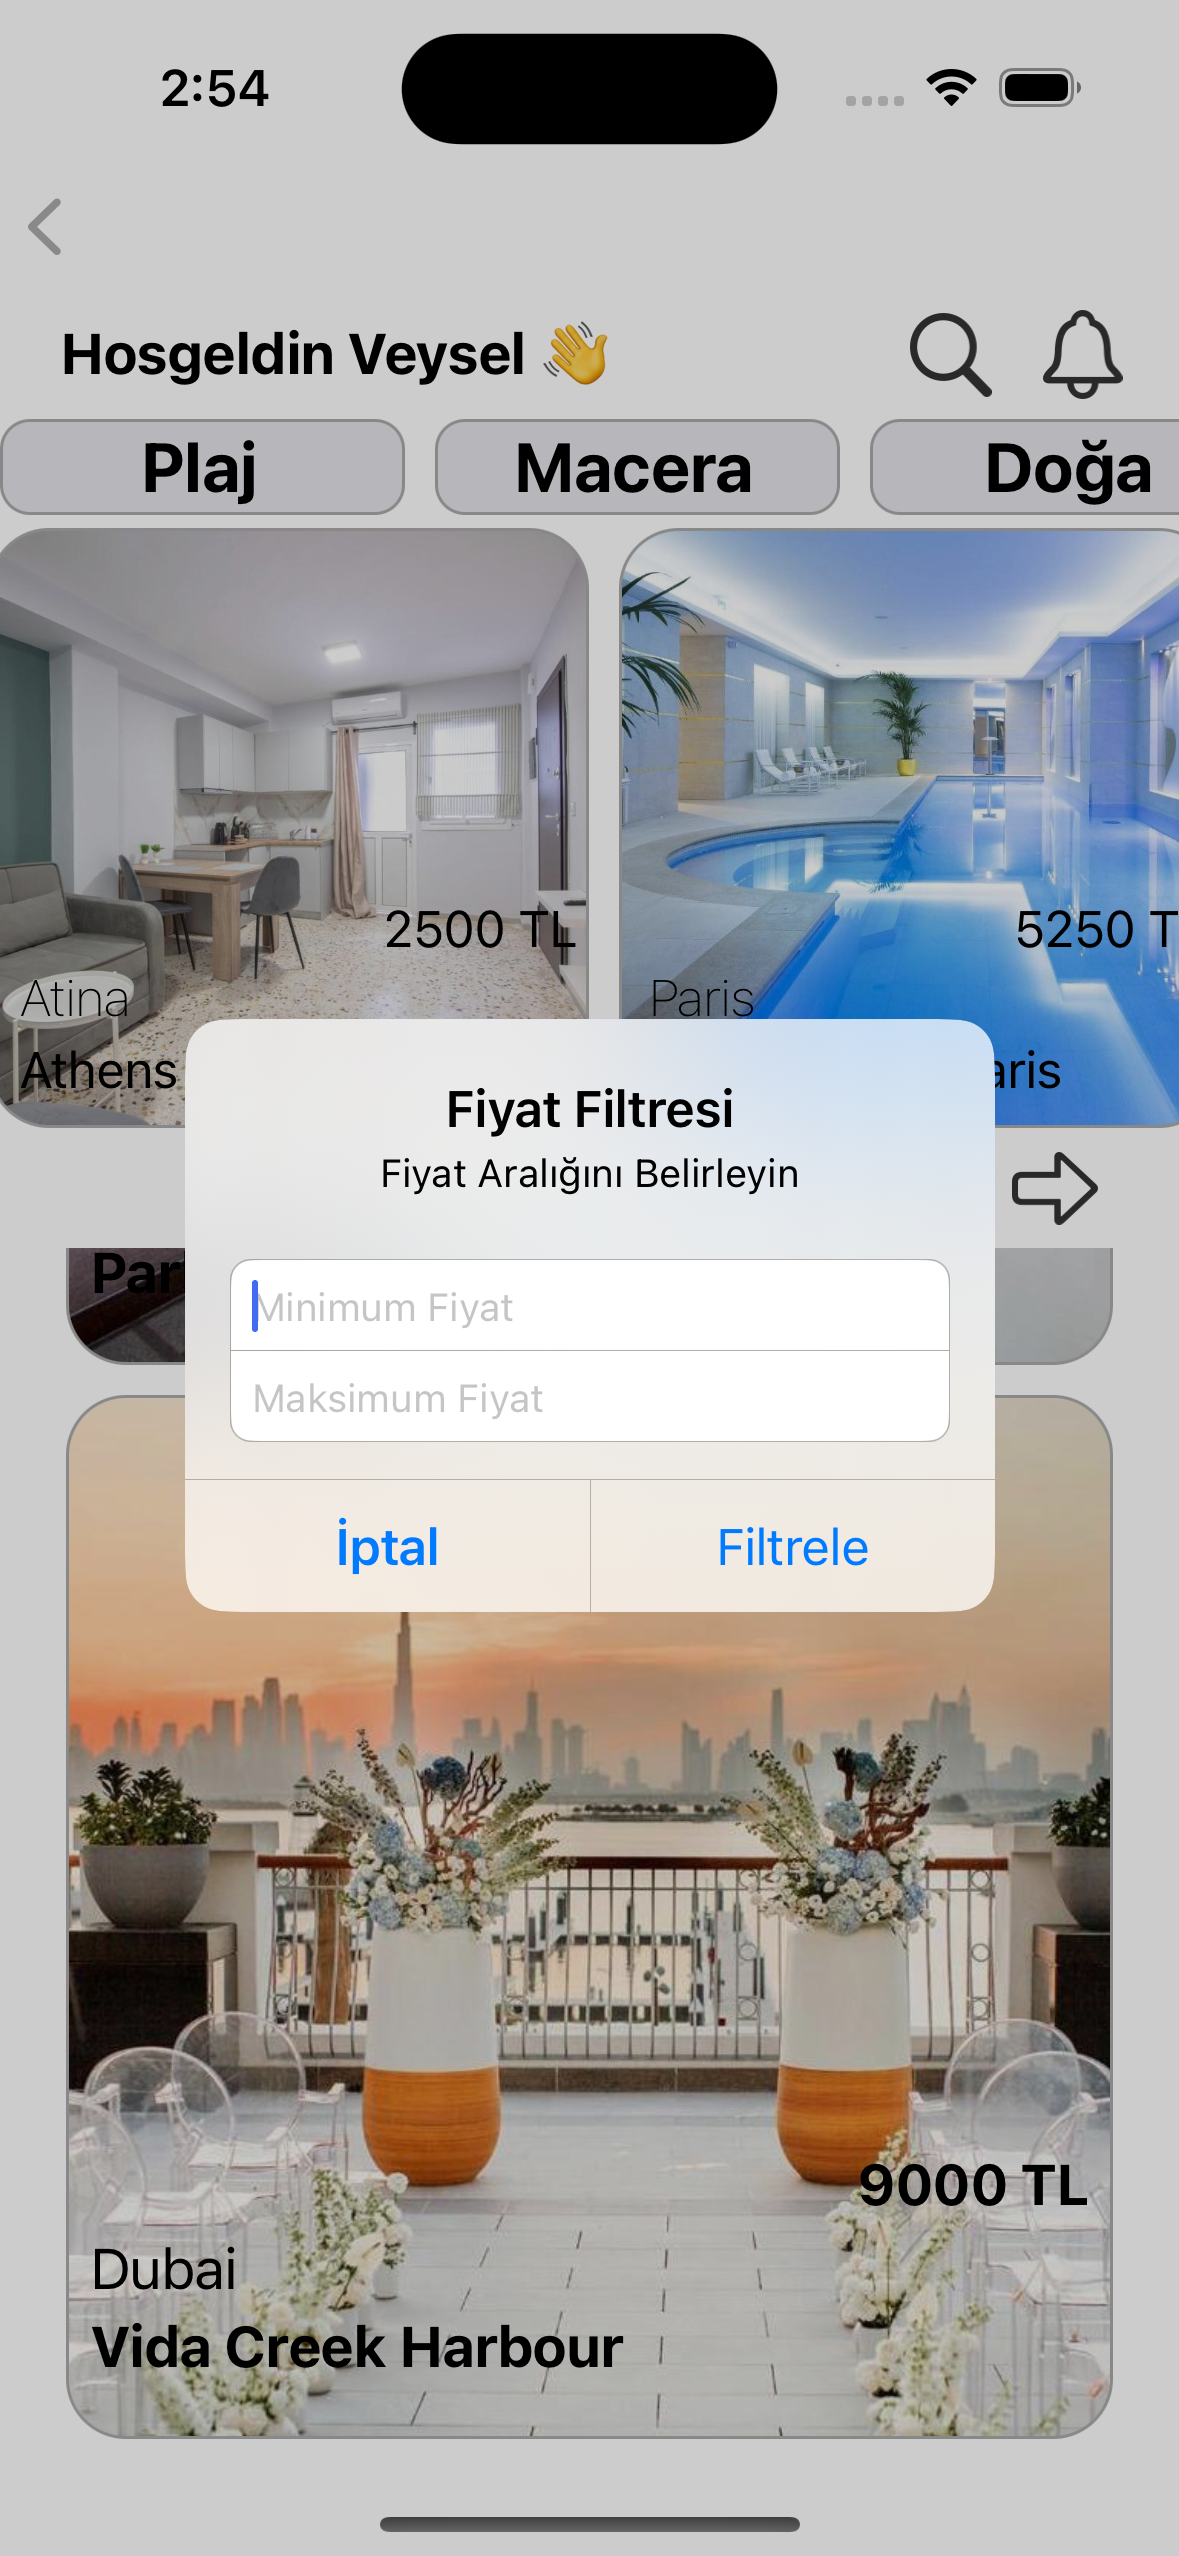 2:54
Hosgeldin Veysel 👋
Plaj
Macera
Doğa
2500 TL
5250 T
Atina
Paris
Athens
aris
Fiyat Filtresi
Fiyat Aralığını Belirleyin
Par
Minimum Fiyat
Maksimum Fiyat
İptal
Filtrele
9000 TL
Dubai
Vida Creek Harbour